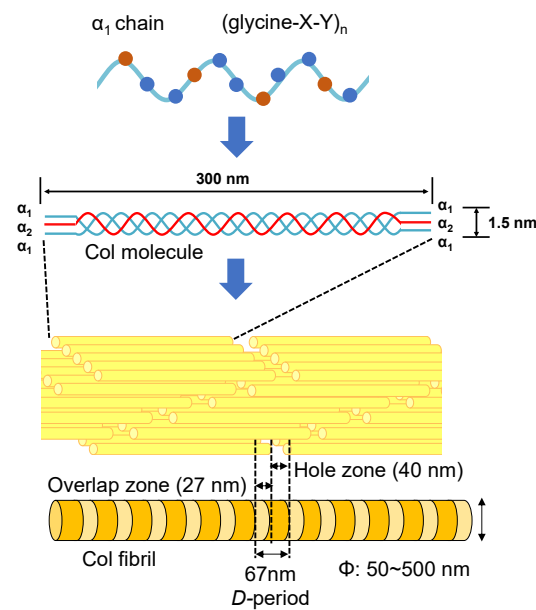 α₁ chain
(glycine-X-Y)ₙ
300 nm
α₁
α₂
α₁
α₁
α₂
α₁
1.5 nm
Col molecule
Hole zone (40 nm)
Overlap zone (27 nm)
Col fibril
67nm
D-period
Φ: 50~500 nm